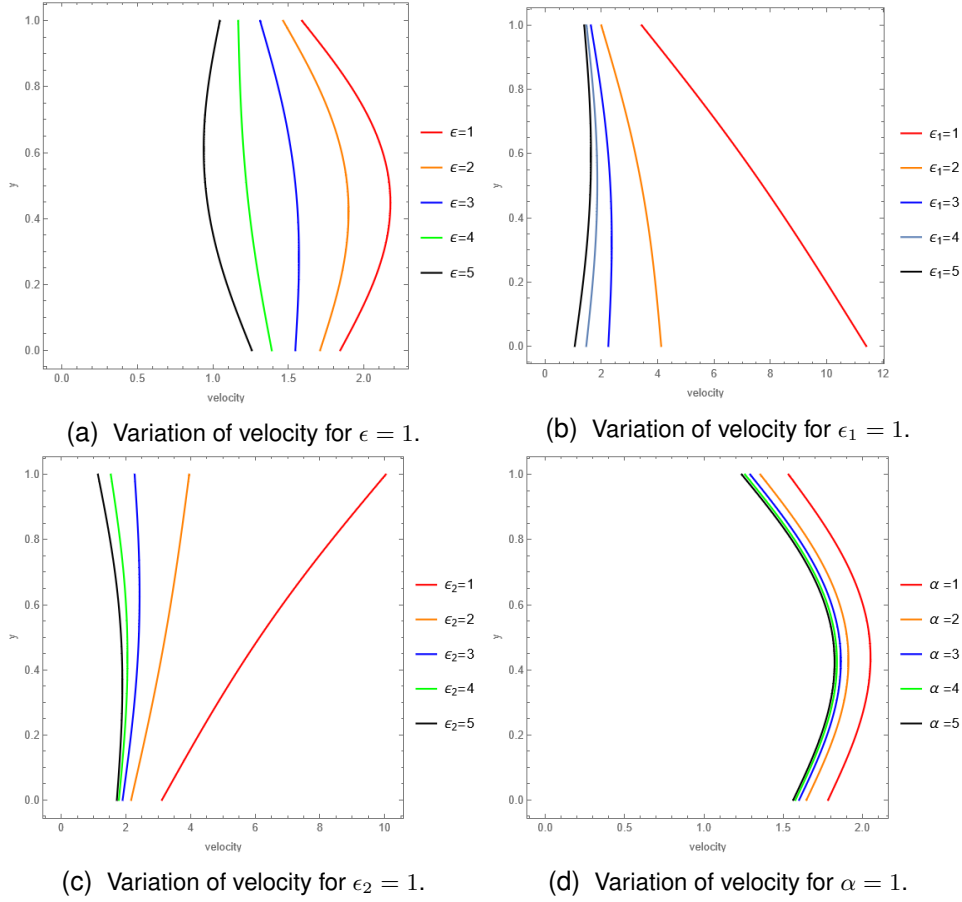 1.0
0.8
0.6
0.4
0.2
0.0
y
0.0
0.5
1.0
1.5
2.0
velocity
ϵ=1
ϵ=2
ϵ=3
ϵ=4
ϵ=5
(a) Variation of velocity for ϵ = 1.
1.0
0.8
0.6
0.4
0.2
0.0
y
0
2
4
6
8
10
12
velocity
ϵ₁=1
ϵ₁=2
ϵ₁=3
ϵ₁=4
ϵ₁=5
(b) Variation of velocity for ϵ₁ = 1.
1.0
0.8
0.6
0.4
0.2
0.0
y
0
2
4
6
8
10
velocity
ϵ₂=1
ϵ₂=2
ϵ₂=3
ϵ₂=4
ϵ₂=5
(c) Variation of velocity for ϵ₂ = 1.
1.0
0.8
0.6
0.4
0.2
0.0
y
0.0
0.5
1.0
1.5
2.0
velocity
α=1
α=2
α=3
α=4
α=5
(d) Variation of velocity for α = 1.